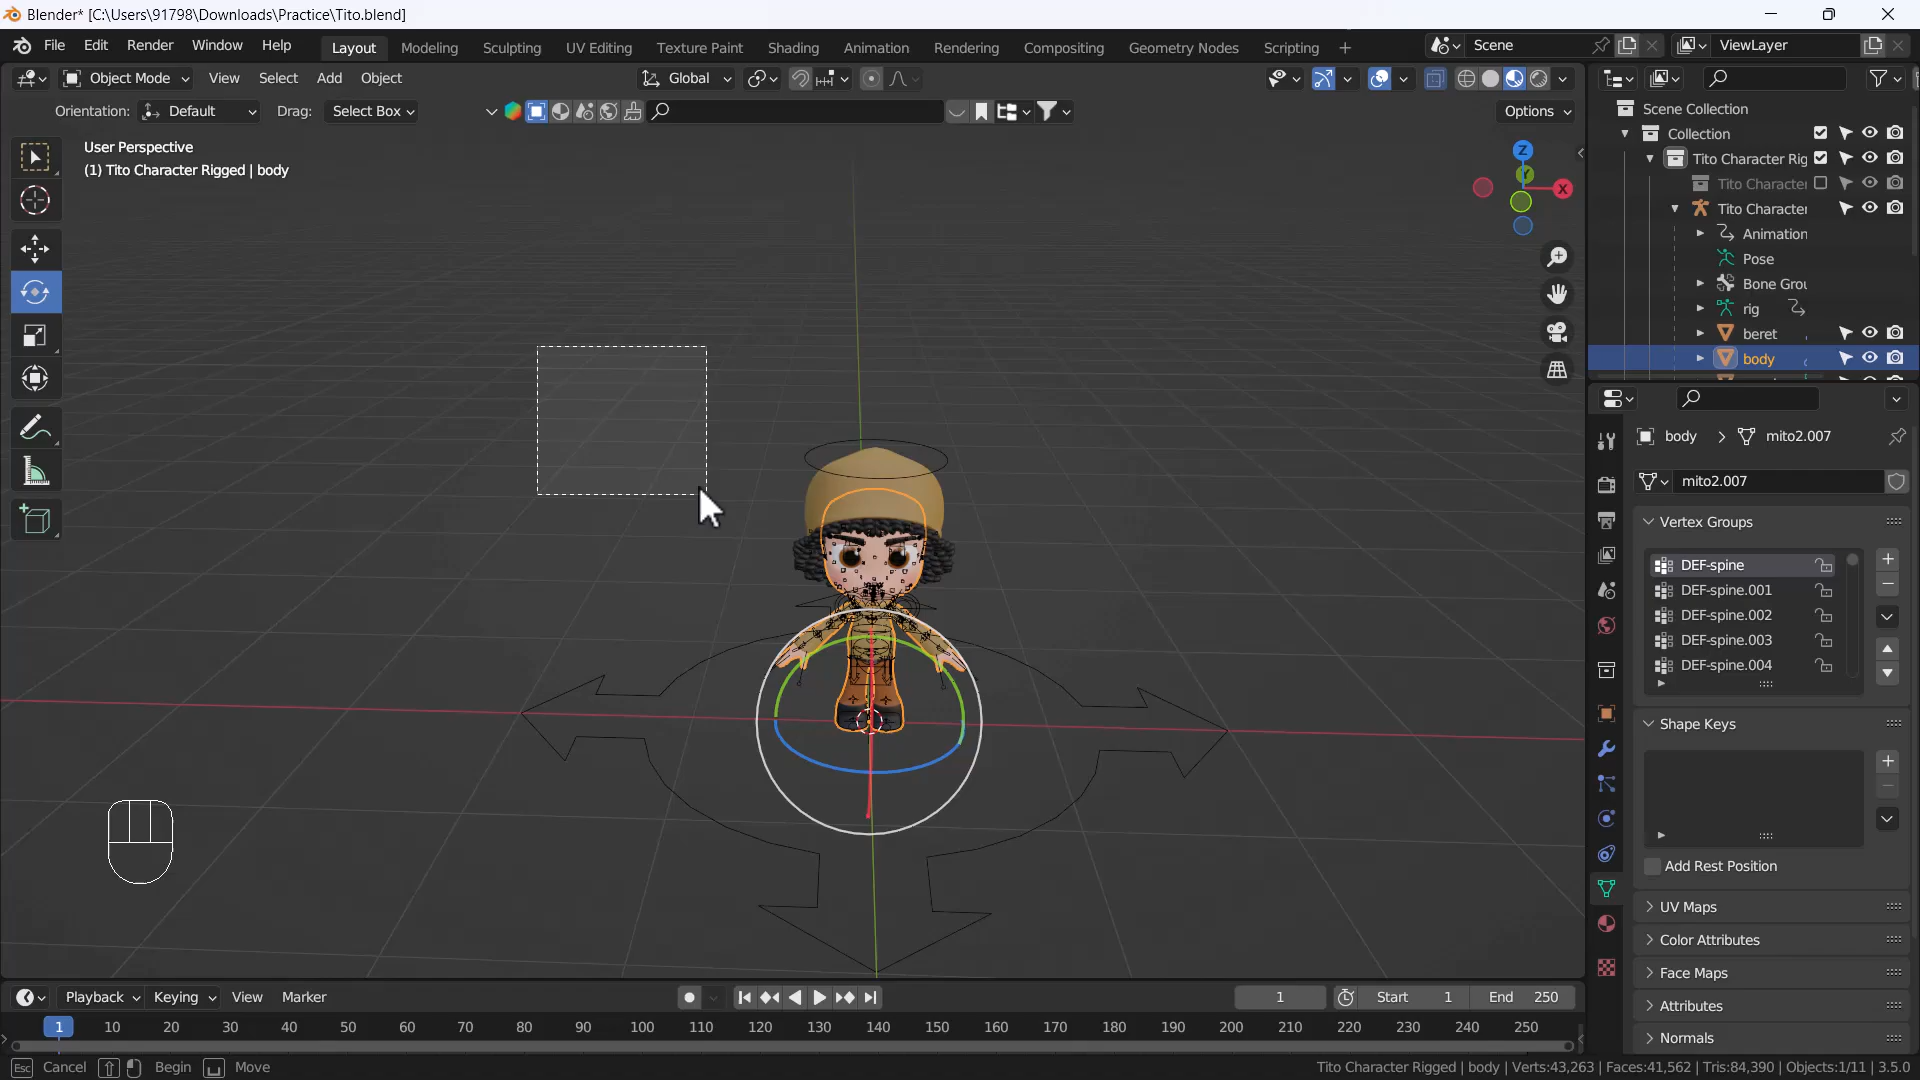 Blender* [C:\Users\91798\Downloads\Practice\Tito.blend]
File Edit Render Window Help Layout Modeling Sculpting UV Editing Texture Paint Shading Animation Rendering Compositing Geometry Nodes Scripting + Scene ViewLayer
Object Mode View Select Add Object Global
Orientation: Default Drag: Select Box Options
User Perspective
(1) Tito Character Rigged | body
Z
Y
X
Scene Collection
Collection
Tito Character Rig
Tito Character
Tito Character
Animation
Pose
Bone Grou
rig
beret
body
body > mito2.007
mito2.007
Vertex Groups
DEF-spine
DEF-spine.001
DEF-spine.002
DEF-spine.003
DEF-spine.004
Shape Keys
Add Rest Position
UV Maps
Color Attributes
Face Maps
Attributes
Normals
Playback Keying View Marker 1 Start 1 End 250
1 10 20 30 40 50 60 70 80 90 100 110 120 130 140 150 160 170 180 190 200 210 220 230 240 250
Esc Cancel Begin Move Tito Character Rigged | body | Verts:43,263 | Faces:41,562 | Tris:84,390 | Objects:1/11 | 3.5.0